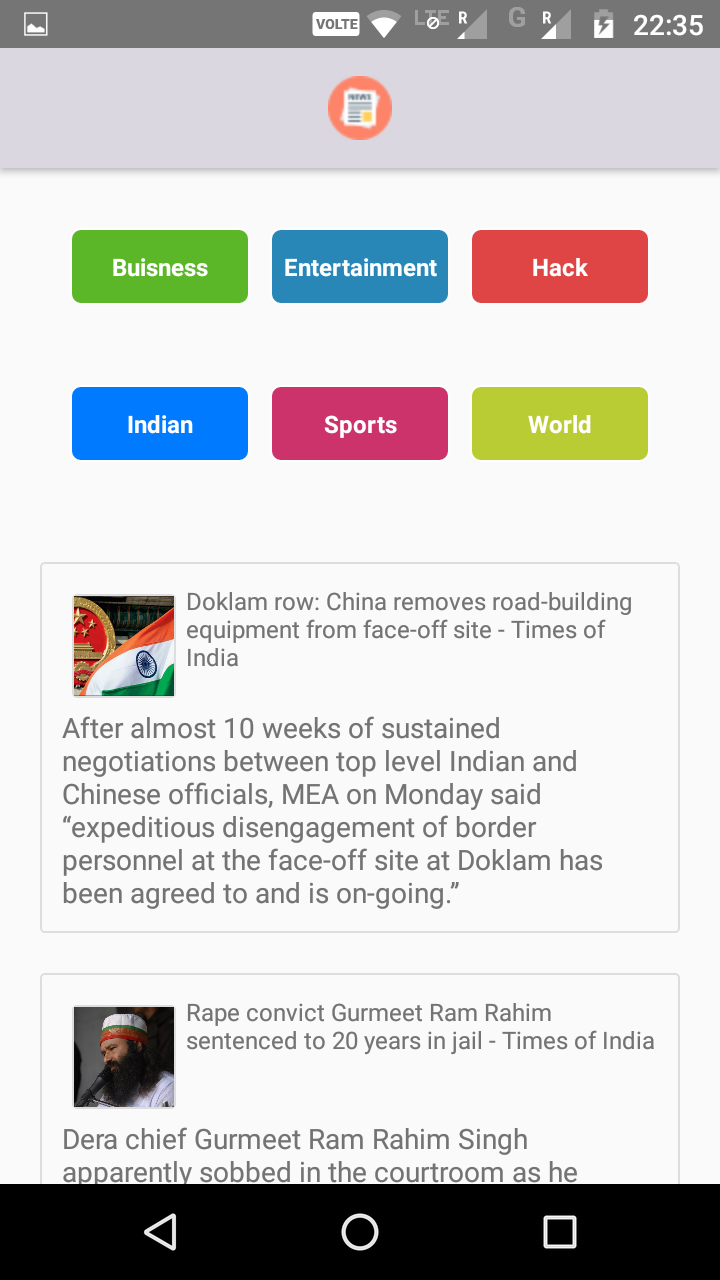 VOLTE LTE R G R 22:35
NEWS
Buisness Entertainment Hack
Indian Sports World
Doklam row: China removes road-building
equipment from face-off site - Times of
India
After almost 10 weeks of sustained
negotiations between top level Indian and
Chinese officials, MEA on Monday said
“expeditious disengagement of border
personnel at the face-off site at Doklam has
been agreed to and is on-going.”
Rape convict Gurmeet Ram Rahim
sentenced to 20 years in jail - Times of India
Dera chief Gurmeet Ram Rahim Singh
apparently sobbed in the courtroom as he